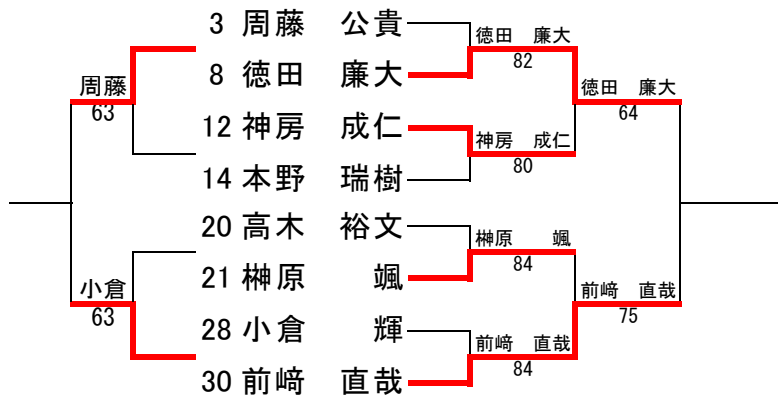 3 周藤　公貴
8 徳田　廉大
12 神房　成仁
14 本野　瑞樹
20 高木　裕文
21 榊原　　颯
28 小倉　　輝
30 前﨑　直哉
周藤
63
小倉
63
徳田　廉大
82
神房　成仁
80
榊原　　颯
84
前﨑　直哉
84
徳田　廉大
64
前﨑　直哉
75